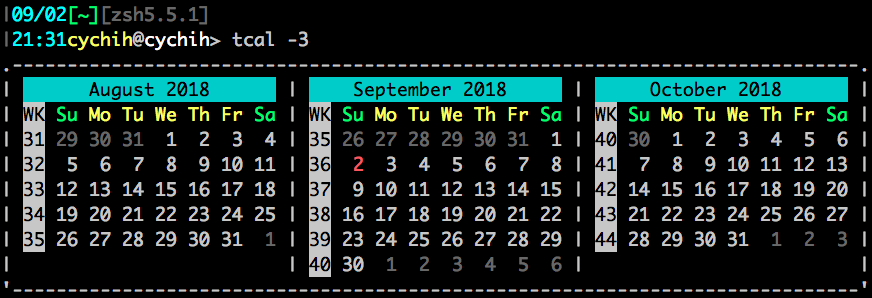 |09/02[~][zsh5.5.1]
|21:31cychih@cychih> tcal -3
.-----------------------------------------------------------------------------.
|       August 2018       |      September 2018     |      October 2018       |
| WK Su Mo Tu We Th Fr Sa | WK Su Mo Tu We Th Fr Sa | WK Su Mo Tu We Th Fr Sa |
| 31 29 30 31  1  2  3  4 | 35 26 27 28 29 30 31  1 | 40 30  1  2  3  4  5  6 |
| 32  5  6  7  8  9 10 11 | 36  2  3  4  5  6  7  8 | 41  7  8  9 10 11 12 13 |
| 33 12 13 14 15 16 17 18 | 37  9 10 11 12 13 14 15 | 42 14 15 16 17 18 19 20 |
| 34 19 20 21 22 23 24 25 | 38 16 17 18 19 20 21 22 | 43 21 22 23 24 25 26 27 |
| 35 26 27 28 29 30 31  1 | 39 23 24 25 26 27 28 29 | 44 28 29 30 31  1  2  3 |
|                         | 40 30  1  2  3  4  5  6 |                         |
'-----------------------------------------------------------------------------'